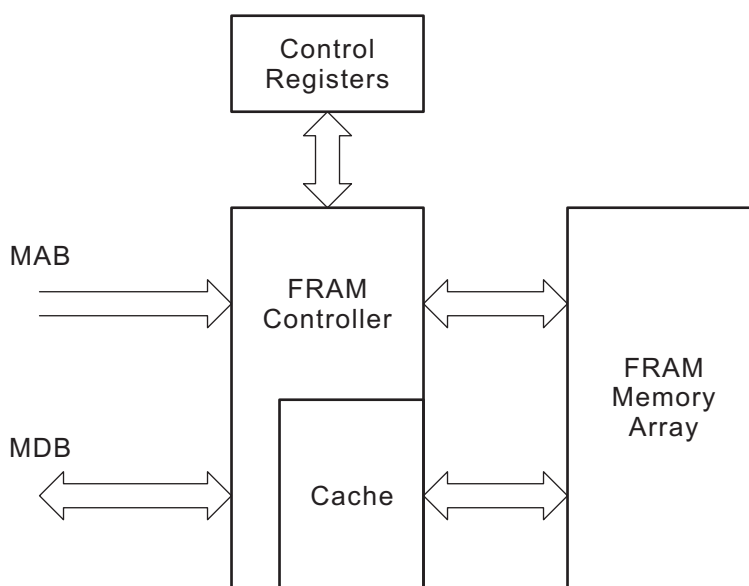 Control
Registers
MAB
FRAM
Controller
FRAM
Memory
Array
MDB
Cache